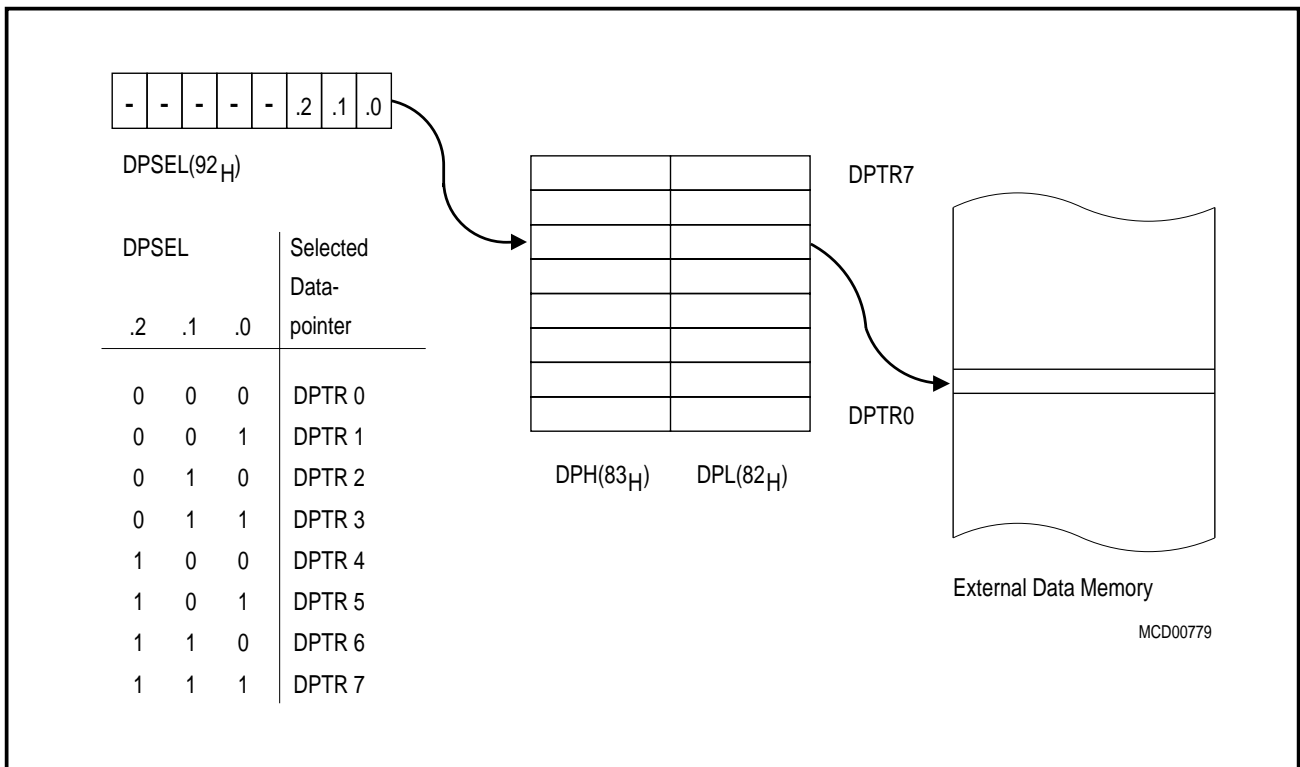 - - - - - .2 .1 .0
DPSEL(92H)
DPSEL Selected
Data-
.2 .1 .0 pointer
0 0 0 DPTR 0
0 0 1 DPTR 1
0 1 0 DPTR 2
0 1 1 DPTR 3
1 0 0 DPTR 4
1 0 1 DPTR 5
1 1 0 DPTR 6
1 1 1 DPTR 7
DPTR7
DPTR0
DPH(83H) DPL(82H)
External Data Memory
MCD00779